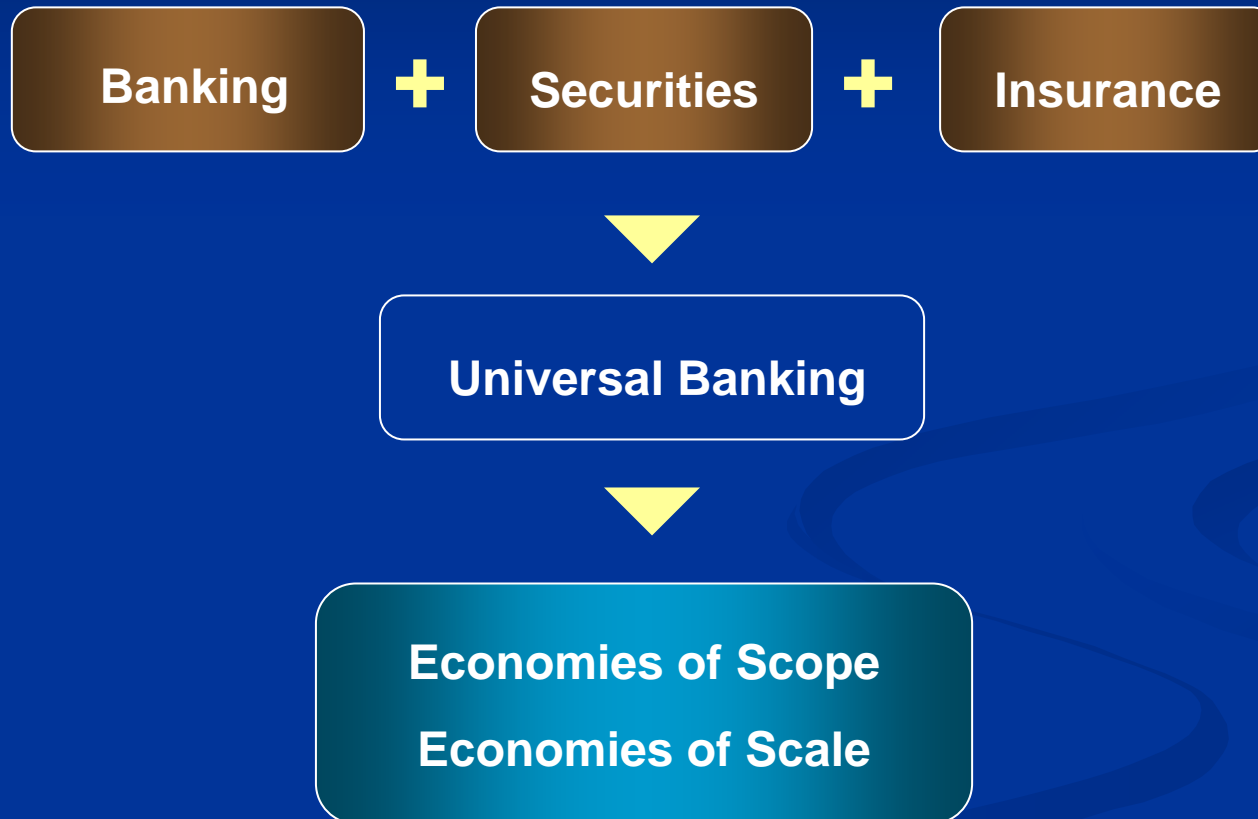 Banking + Securities + Insurance
Universal Banking
Economies of Scope
Economies of Scale